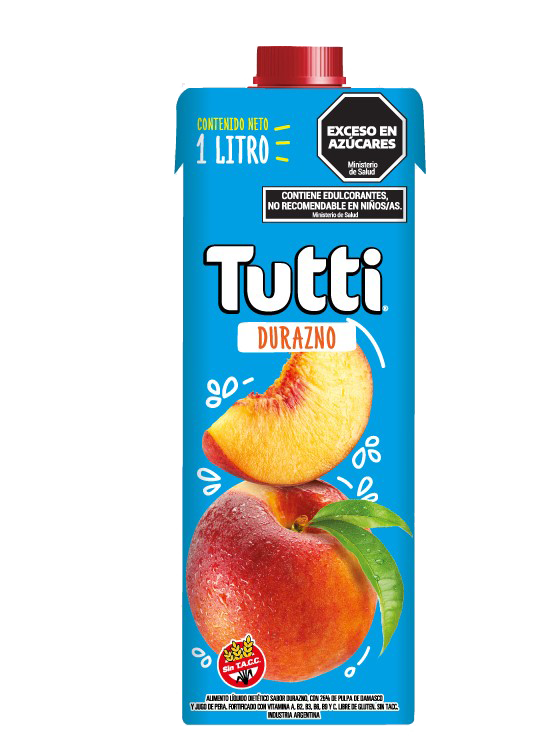 CONTENIDO NETO
1 LITRO
EXCESO EN
AZÚCARES
Ministerio
de Salud
CONTIENE EDULCORANTES,
NO RECOMENDABLE EN NIÑOS/AS.
Ministerio de Salud
Tutti®
DURAZNO
Sin T.A.C.C.
ALIMENTO LÍQUIDO DIETÉTICO SABOR DURAZNO, CON 25% DE PULPA DE DAMASCO
Y JUGO DE PERA. FORTIFICADO CON VITAMINA A, B2, B3, B6, B9 Y C. LIBRE DE GLUTEN. SIN TACC.
INDUSTRIA ARGENTINA